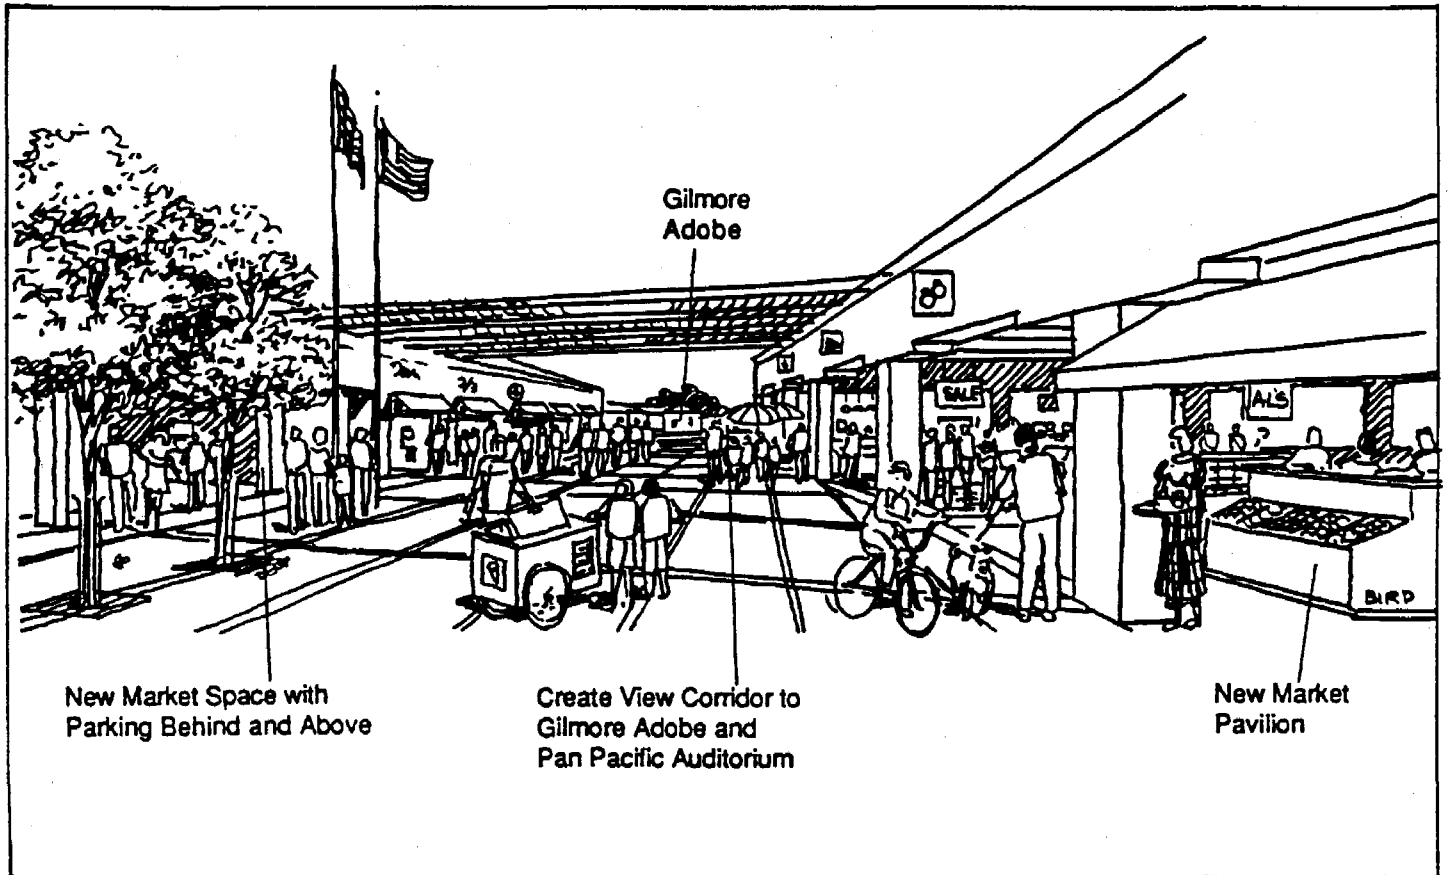 Gilmore
Adobe
SALE
AL'S
BIRD
New Market Space with
Parking Behind and Above
Create View Corridor to
Gilmore Adobe and
Pan Pacific Auditorium
New Market
Pavilion